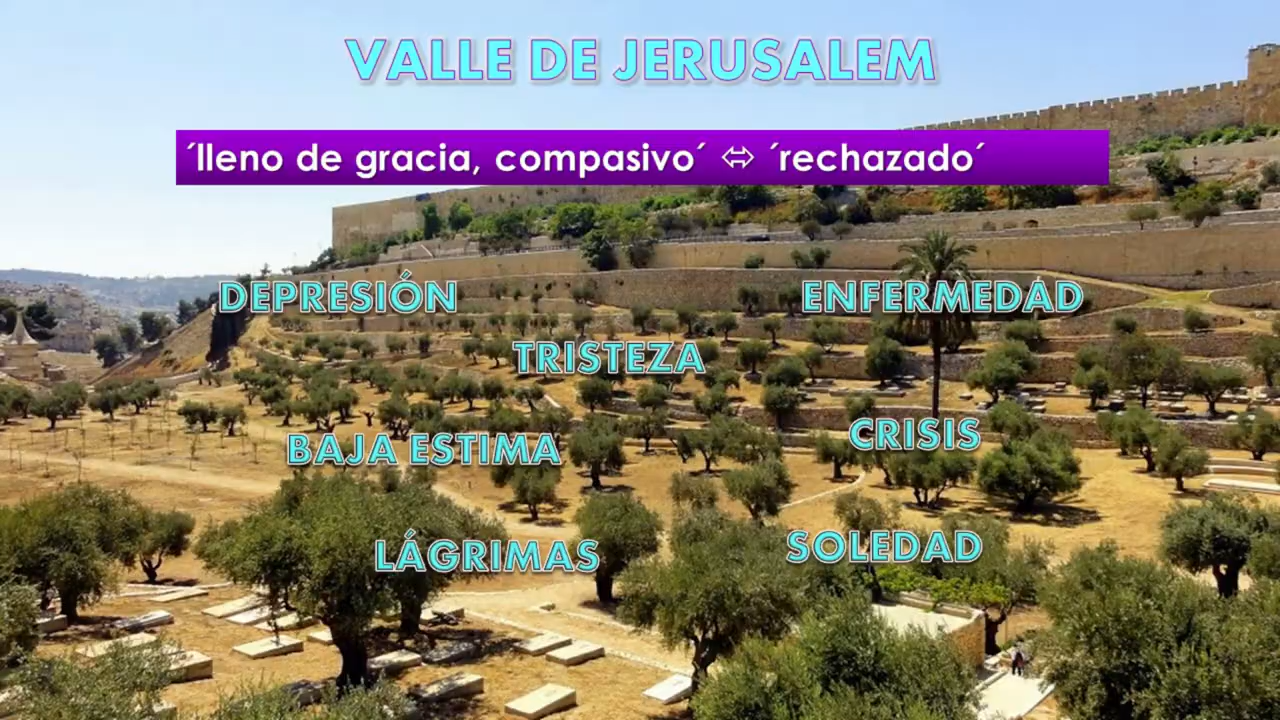 VALLE DE JERUSALEM
´lleno de gracia, compasivo´ ⬄ ´rechazado´
DEPRESIÓN
ENFERMEDAD
TRISTEZA
BAJA ESTIMA
CRISIS
LÁGRIMAS
SOLEDAD